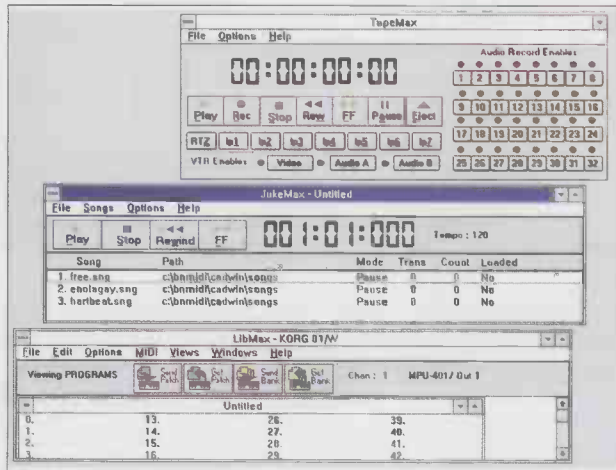 TapeMax
File Options Help
Audio Record Enables
00:00:00:00
1 2 3 4 5 6 7 8
9 10 11 12 13 14 15 16
17 18 19 20 21 22 23 24
25 26 27 28 29 30 31 32
Play Rec Stop Rew FF Pause Eject
RTZ lo1 lo2 lo3 lo4 lo5 lo6 lo7
VTR Enables Video Audio A Audio B
JukeMax - Untitled
File Songs Options Help
Play Stop Rewind FF
001:01:000
Tempo : 120
Song Path Mode Trans Count Loaded
1. free.sng c:\bnmidi\cadwin\songs Pause 0 0 No
2. enolagay.sng c:\bnmidi\cadwin\songs Pause 0 0 No
3. hartbeat.sng c:\bnmidi\cadwin\songs Pause 0 0 No
LibMax - KORG 01/W
File Edit Options MIDI Views Windows Help
Viewing PROGRAMS Send Patch Get Patch Send Bank Get Bank Chan : 1 MPU-401/ Out 1
Untitled
0. 13. 26. 39.
1. 14. 27. 40.
2. 15. 28. 41.
3. 16. 29. 42.